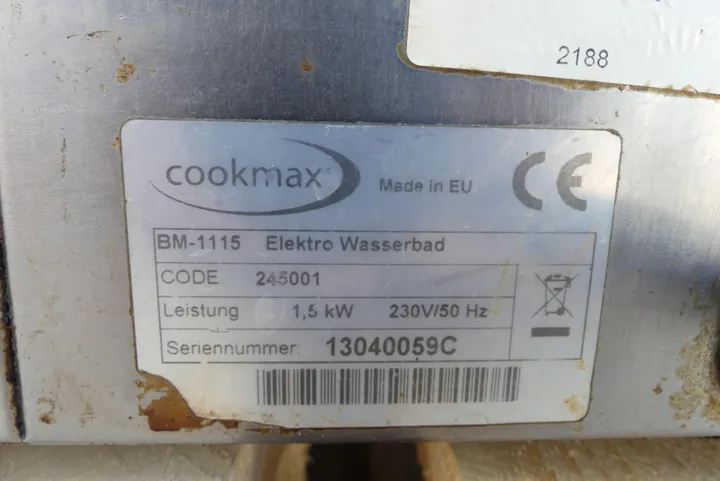 2188
cookmax Made in EU CE
BM-1115 Elektro Wasserbad
CODE 245001
Leistung 1,5 kW 230V/50 Hz
Seriennummer: 13040059C